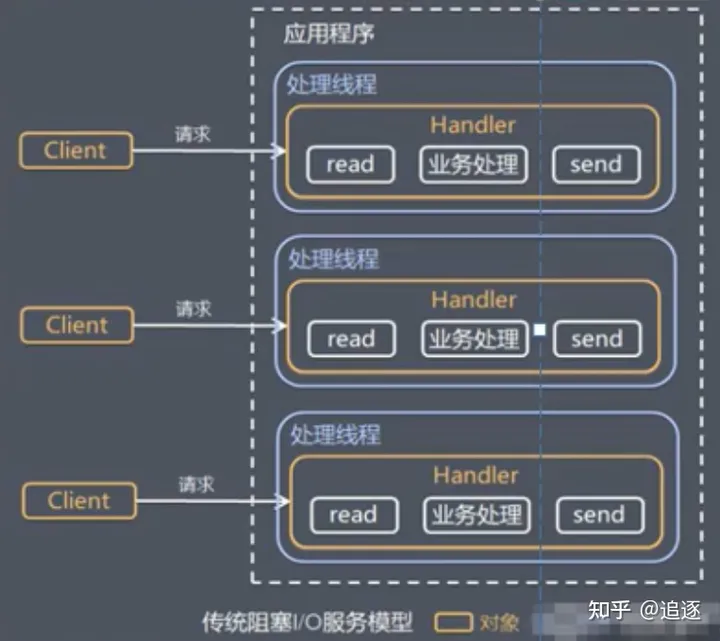 应用程序
处理线程
Handler
Client
请求
read
业务处理
send
处理线程
Handler
Client
请求
read
业务处理
send
处理线程
Handler
Client
请求
read
业务处理
send
传统阻塞I/O服务模型
对象
知乎 @追逐